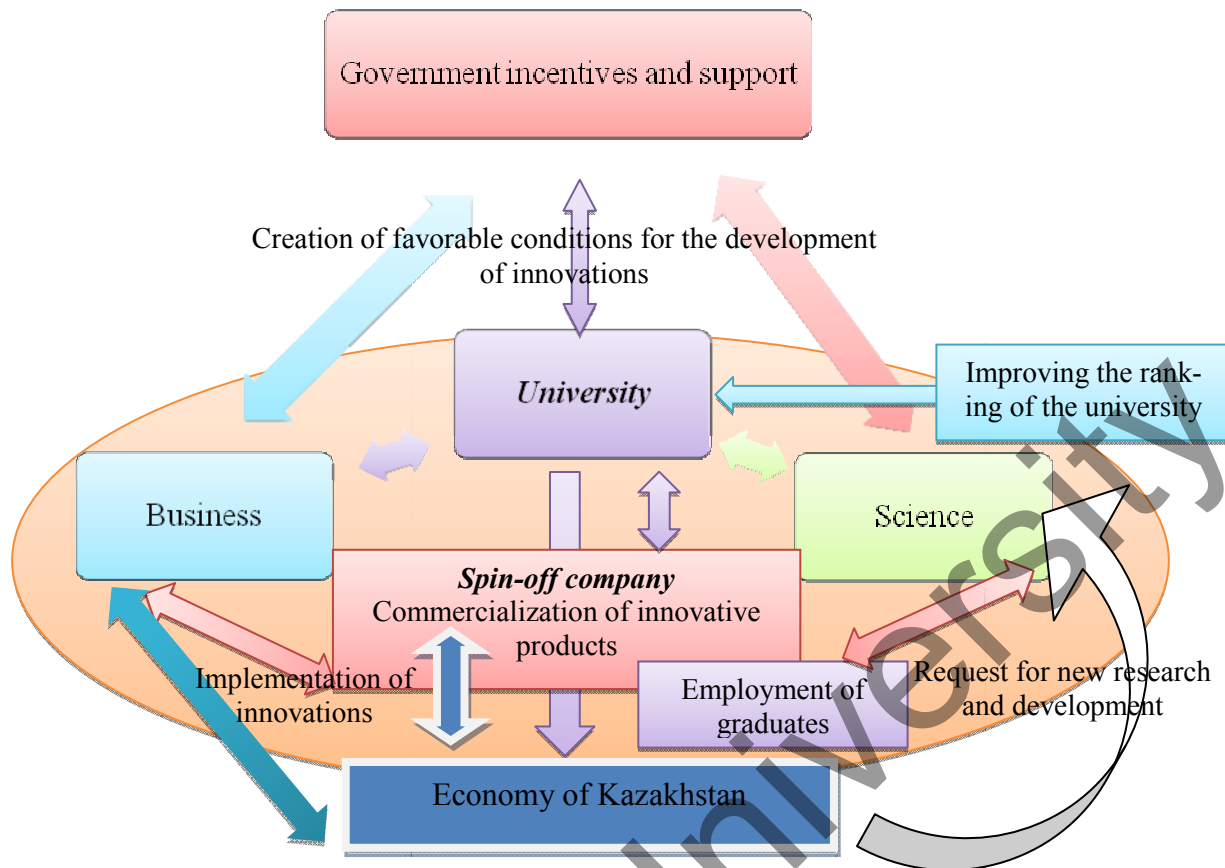 Government incentives and support
Creation of favorable conditions for the development
of innovations
University
Improving the rank-
ing of the university
Business
Science
Spin-off company
Commercialization of innovative
products
Implementation of
innovations
Employment of
graduates
Request for new research
and development
Economy of Kazakhstan
University